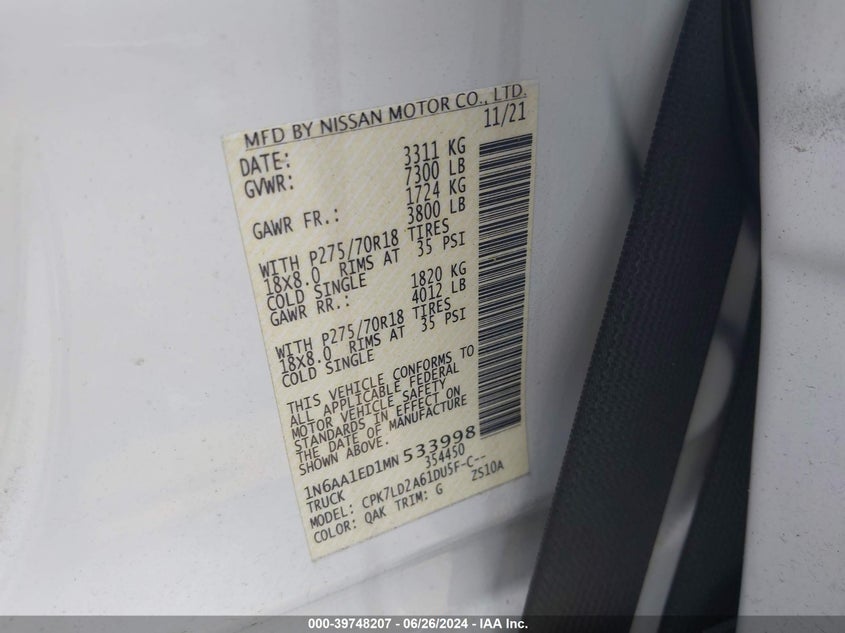 MFD BY NISSAN MOTOR CO., LTD.
DATE: 11/21
GVWR: 3311 KG
7300 LB
GAWR FR.: 1724 KG
3800 LB
WITH P275/70R18 TIRES
18X8.0 RIMS AT 35 PSI
COLD SINGLE
GAWR RR.: 1820 KG
4012 LB
WITH P275/70R18 TIRES
18X8.0 RIMS AT 35 PSI
COLD SINGLE
THIS VEHICLE CONFORMS TO
ALL APPLICABLE FEDERAL
MOTOR VEHICLE SAFETY
STANDARDS IN EFFECT ON
THE DATE OF MANUFACTURE
SHOWN ABOVE.
1N6AA1ED1MN533998
TRUCK 354450
MODEL: CPK7LD2A61DU5F-C--
COLOR: QAK TRIM: G ZS10A
000-39748207 - 06/26/2024 - IAA Inc.